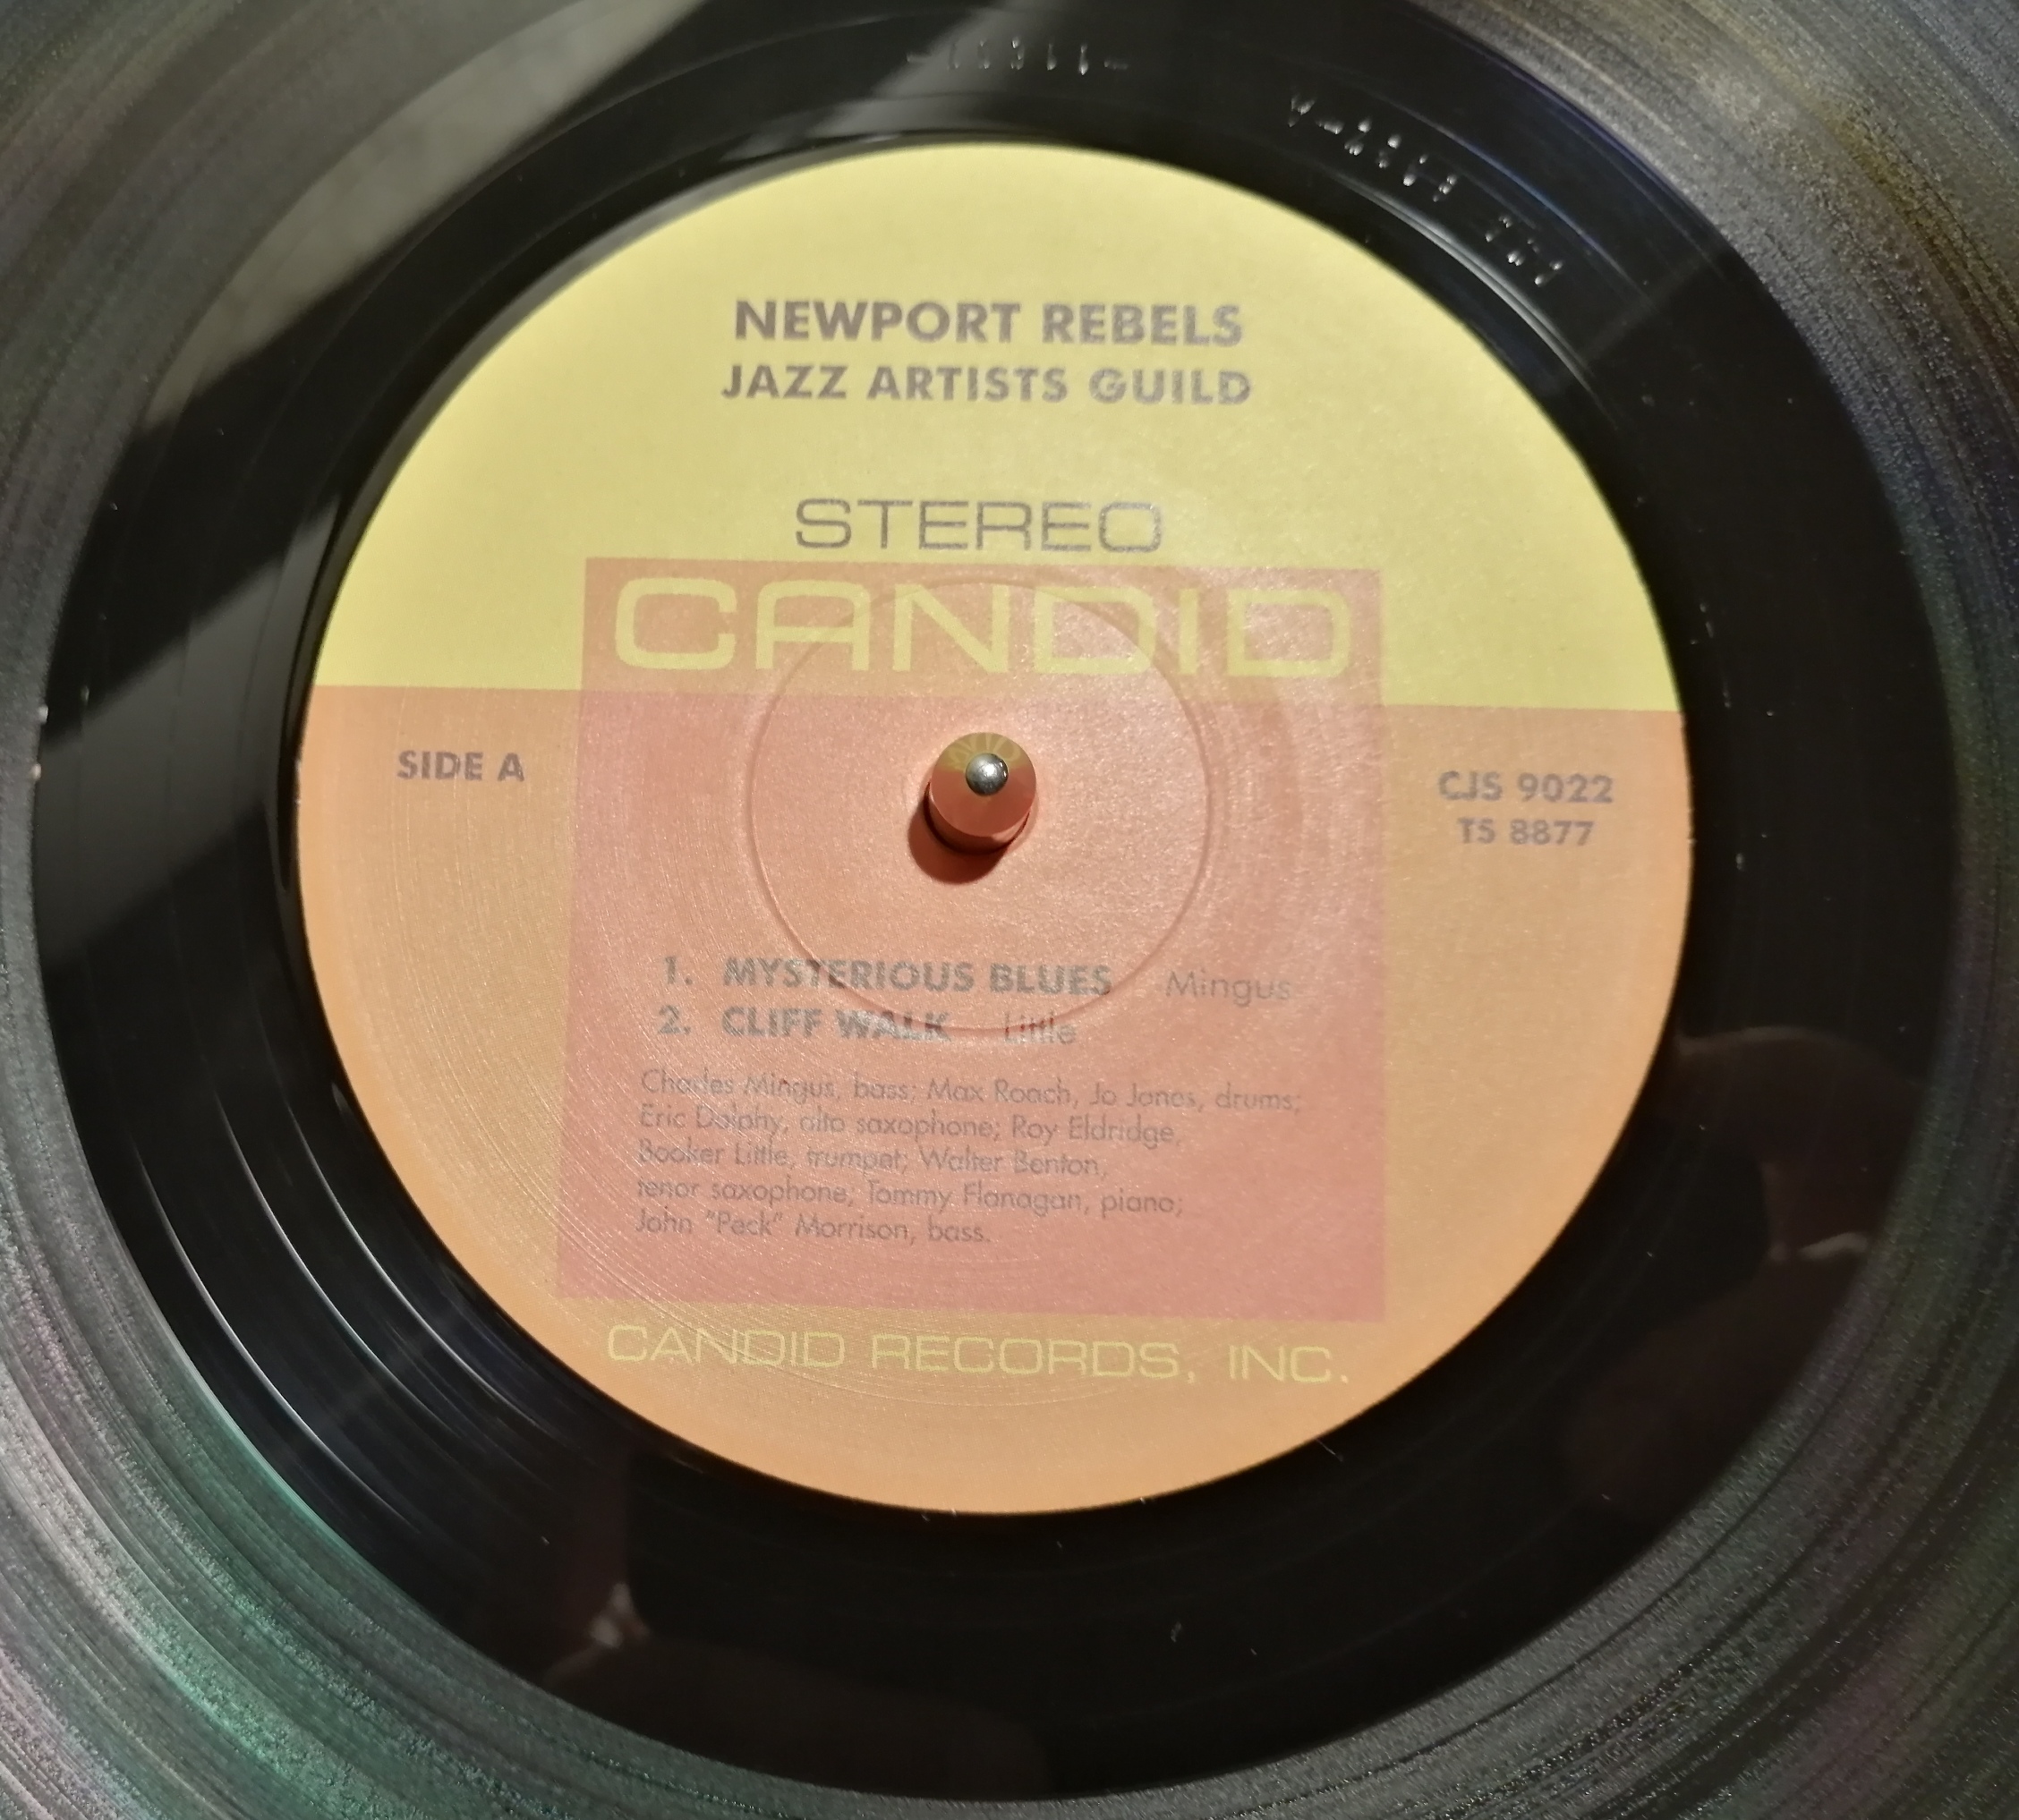 NEWPORT REBELS
JAZZ ARTISTS GUILD
STEREO
CANDID
SIDE A
CJS 9022
TS 8877
1. MYSTERIOUS BLUES Mingus
2. CLIFF WALK Little
Charles Mingus, bass; Max Roach, Jo Jones, drums;
Eric Dolphy, alto saxophone; Roy Eldridge,
Booker Little, trumpet; Walter Benton,
tenor saxophone; Tommy Flanagan, piano;
John "Peck" Morrison, bass.
CANDID RECORDS, INC.